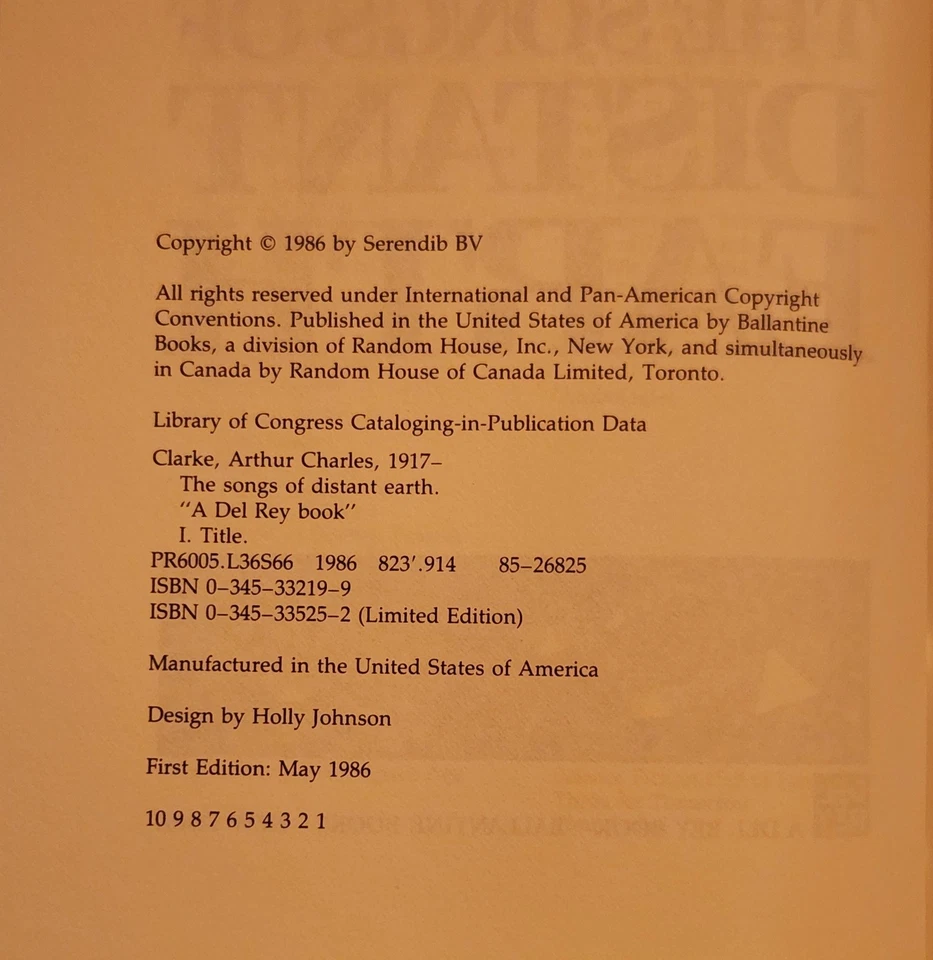 Copyright © 1986 by Serendib BV
All rights reserved under International and Pan-American Copyright
Conventions. Published in the United States of America by Ballantine
Books, a division of Random House, Inc., New York, and simultaneously
in Canada by Random House of Canada Limited, Toronto.
Library of Congress Cataloging-in-Publication Data
Clarke, Arthur Charles, 1917–
The songs of distant earth.
"A Del Rey book"
I. Title.
PR6005.L36S66 1986 823'.914 85–26825
ISBN 0–345–33219–9
ISBN 0–345–33525–2 (Limited Edition)
Manufactured in the United States of America
Design by Holly Johnson
First Edition: May 1986
10 9 8 7 6 5 4 3 2 1